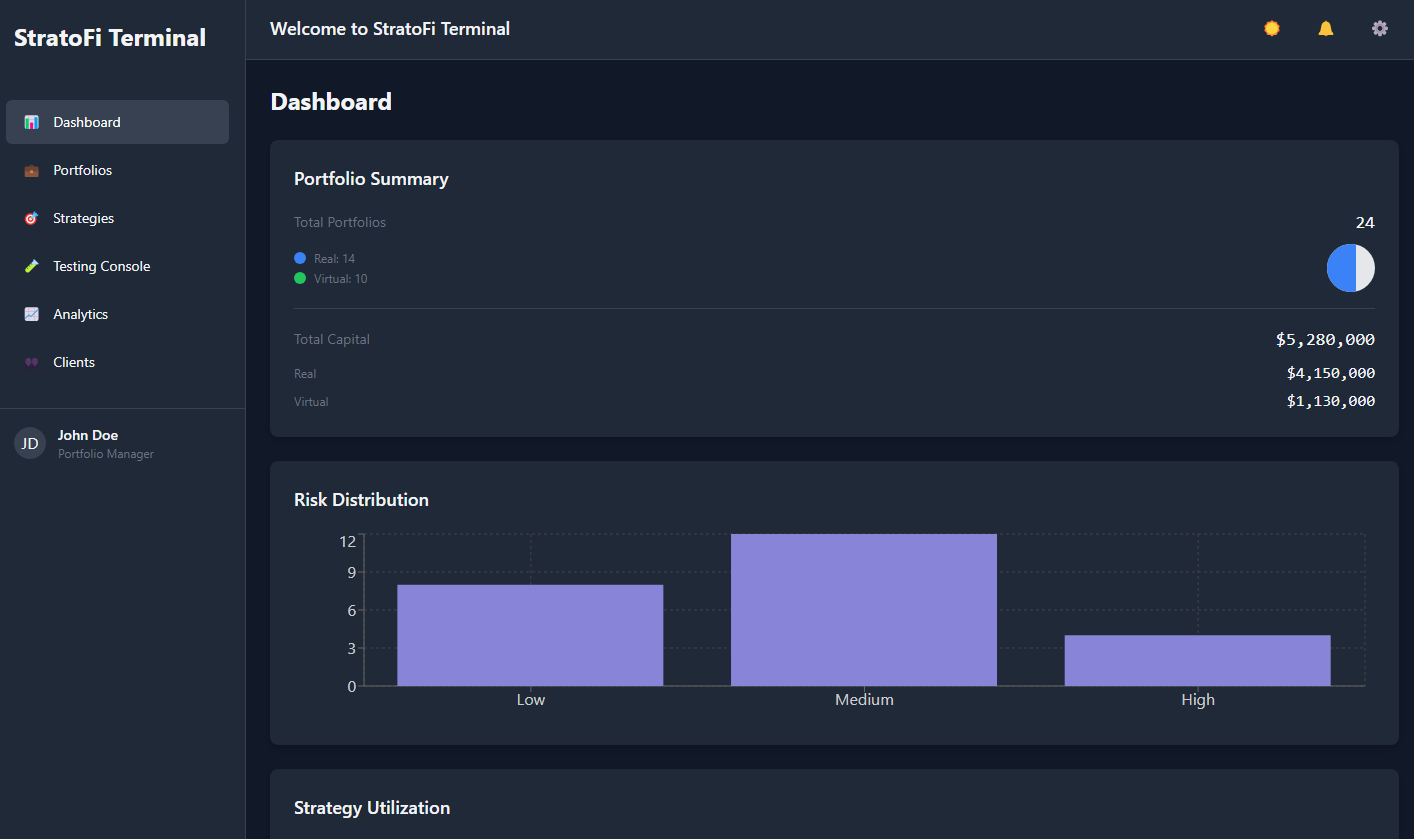 StratoFi Terminal
Dashboard
Portfolios
Strategies
Testing Console
Analytics
Clients
JD
John Doe
Portfolio Manager
Welcome to StratoFi Terminal
Dashboard
Portfolio Summary
Total Portfolios 24
Real: 14
Virtual: 10
Total Capital $5,280,000
Real $4,150,000
Virtual $1,130,000
Risk Distribution
12
9
6
3
0
Low Medium High
Strategy Utilization